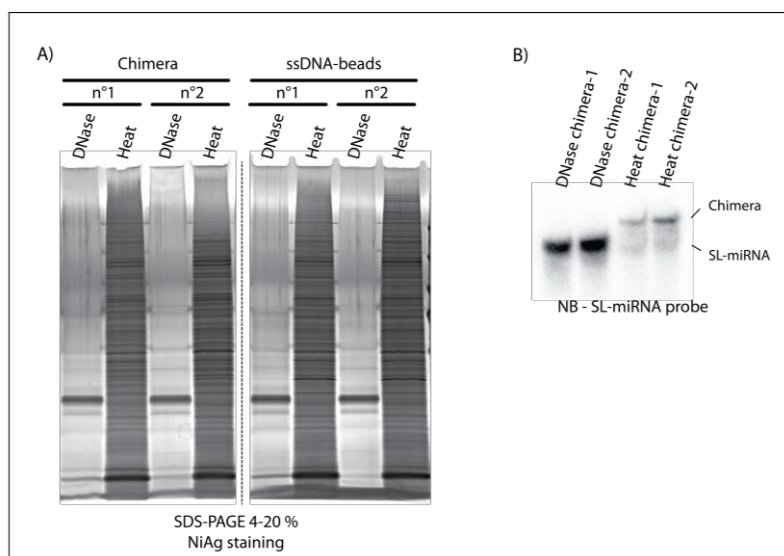 A)
Chimera
ssDNA-beads
n°1
n°2
n°1
n°2
DNase
Heat
DNase
Heat
DNase
Heat
DNase
Heat
SDS-PAGE 4-20 %
NiAg staining
B)
DNase chimera-1
DNase chimera-2
Heat chimera-1
Heat chimera-2
Chimera
SL-miRNA
NB - SL-miRNA probe